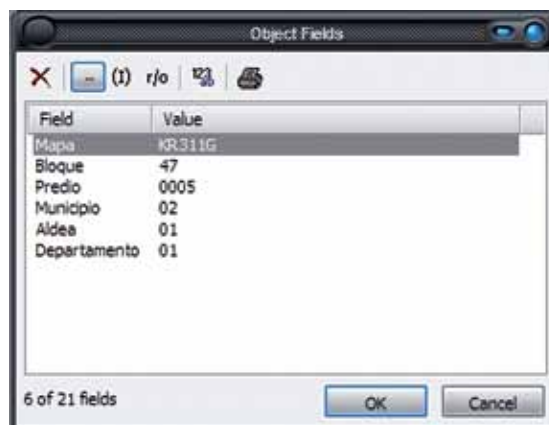 Object Fields
(I) r/o
Field Value
Mapa KR311G
Bloque 47
Predio 0005
Municipio 02
Aldea 01
Departamento 01
6 of 21 fields OK Cancel